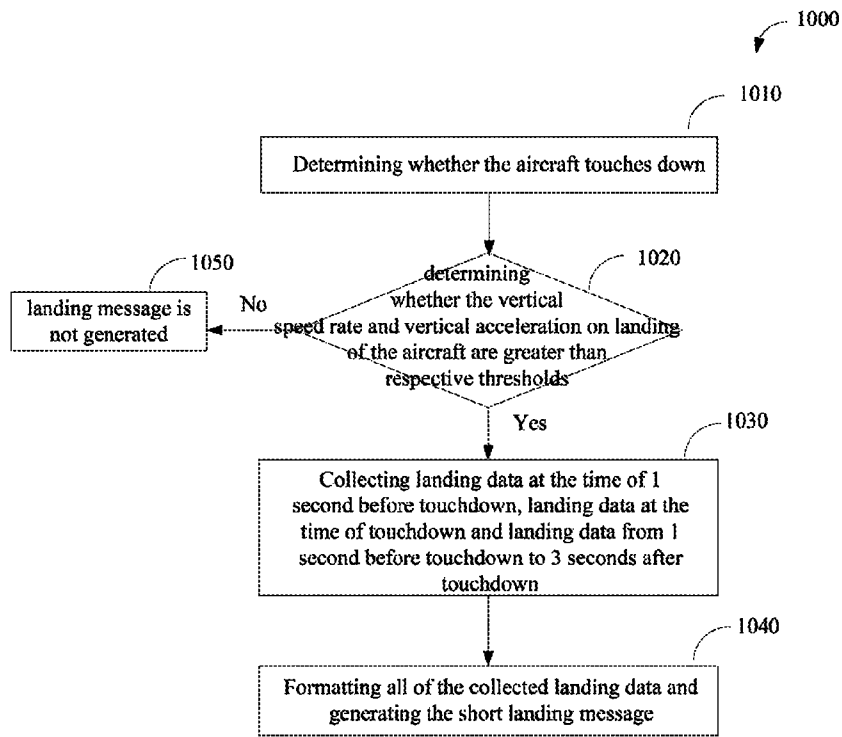 1000
1010
Determining whether the aircraft touches down
1020
determining
whether the vertical
speed rate and vertical acceleration on landing
of the aircraft are greater than
respective thresholds
1050
No
landing message is
not generated
Yes
1030
Collecting landing data at the time of 1
second before touchdown, landing data at the
time of touchdown and landing data from 1
second before touchdown to 3 seconds after
touchdown
1040
Formatting all of the collected landing data and
generating the short landing message